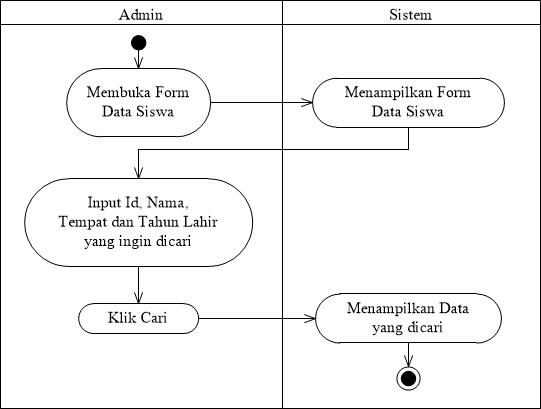 Admin
Sistem
Membuka Form
Data Siswa
Menampilkan Form
Data Siswa
Input Id, Nama,
Tempat dan Tahun Lahir
yang ingin dicari
Klik Cari
Menampilkan Data
yang dicari